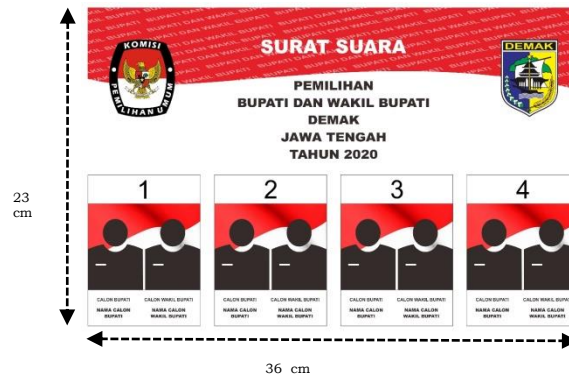 KOMISI
PEMILIHAN UMUM
SURAT SUARA
DEMAK
PEMILIHAN
BUPATI DAN WAKIL BUPATI
DEMAK
JAWA TENGAH
TAHUN 2020
23
cm
1
2
3
4
CALON BUPATI CALON WAKIL BUPATI
CALON BUPATI CALON WAKIL BUPATI
CALON BUPATI CALON WAKIL BUPATI
CALON BUPATI CALON WAKIL BUPATI
NAMA CALON BUPATI
NAMA CALON WAKIL BUPATI
NAMA CALON BUPATI
NAMA CALON WAKIL BUPATI
NAMA CALON BUPATI
NAMA CALON WAKIL BUPATI
NAMA CALON BUPATI
NAMA CALON WAKIL BUPATI
36 cm